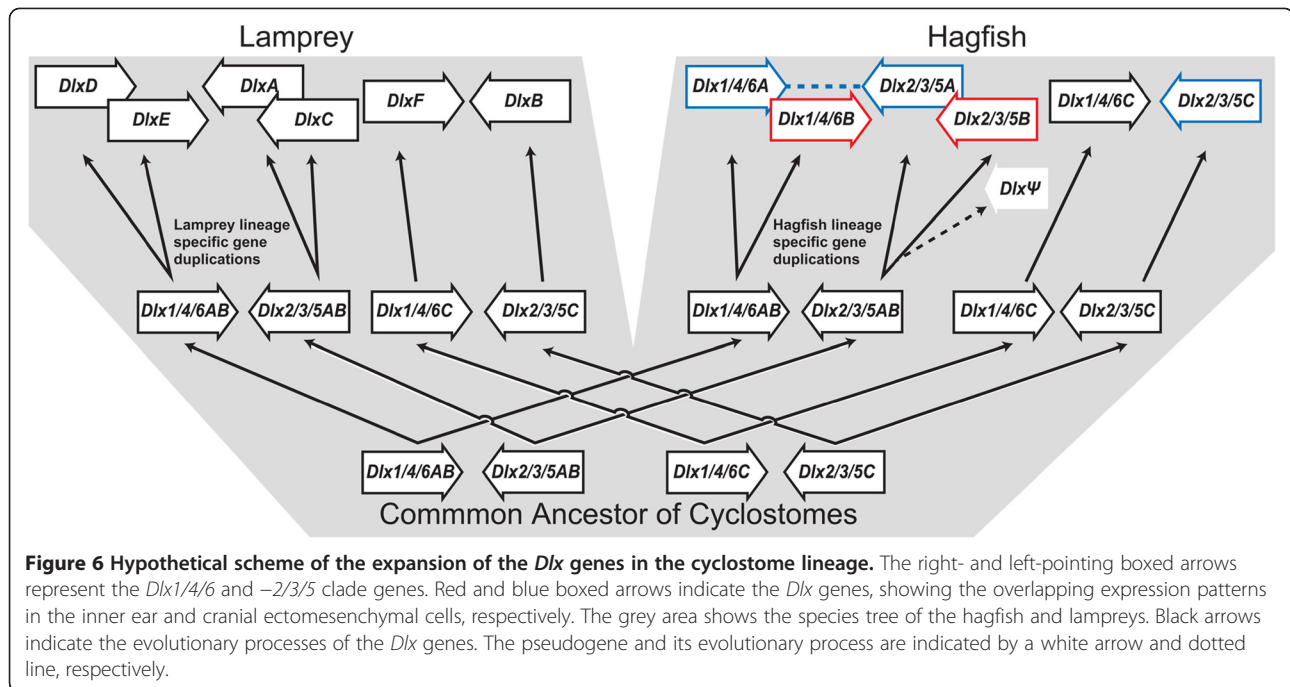 Lamprey
Hagfish
DlxD
DlxA
DlxE
DlxC
DlxF
DlxB
Dlx1/4/6A
Dlx2/3/5A
Dlx1/4/6B
Dlx2/3/5B
Dlx1/4/6C
Dlx2/3/5C
DlxΨ
Lamprey lineage
specific gene
duplications
Hagfish lineage
specific gene
duplications
Dlx1/4/6AB
Dlx2/3/5AB
Dlx1/4/6C
Dlx2/3/5C
Dlx1/4/6AB
Dlx2/3/5AB
Dlx1/4/6C
Dlx2/3/5C
Dlx1/4/6AB
Dlx2/3/5AB
Dlx1/4/6C
Dlx2/3/5C
Commmon Ancestor of Cyclostomes
Figure 6 Hypothetical scheme of the expansion of the Dlx genes in the cyclostome lineage. The right- and left-pointing boxed arrows
represent the Dlx1/4/6 and −2/3/5 clade genes. Red and blue boxed arrows indicate the Dlx genes, showing the overlapping expression patterns
in the inner ear and cranial ectomesenchymal cells, respectively. The grey area shows the species tree of the hagfish and lampreys. Black arrows
indicate the evolutionary processes of the Dlx genes. The pseudogene and its evolutionary process are indicated by a white arrow and dotted
line, respectively.